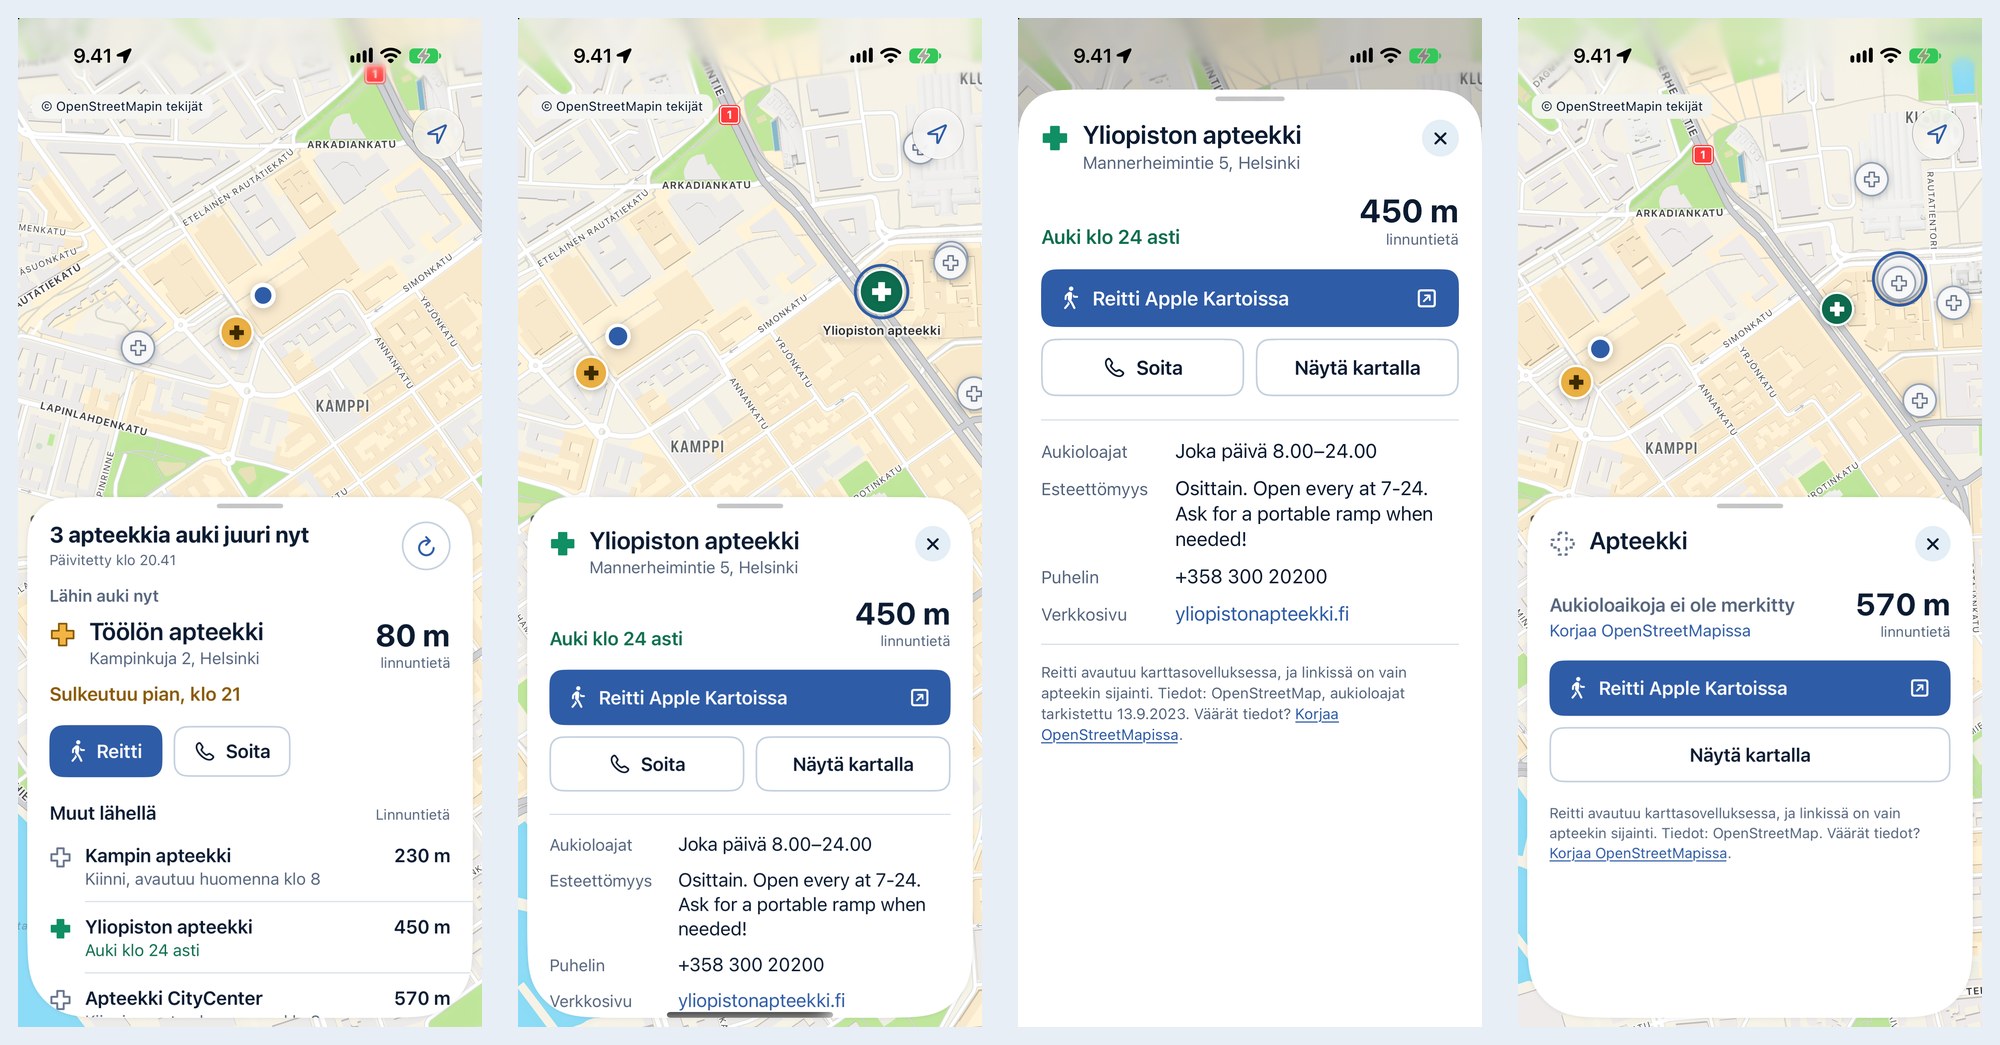 9.41
1
© OpenStreetMapin tekijät
ARKADIANKATU
ETELÄINEN RAUTATIEKATU
SIMONKATU
YRJÖNKATU
ANNANKATU
KAMPPI
LAPINLAHDENKATU
3 apteekkia auki juuri nyt
Päivitetty klo 20.41
Lähin auki nyt
Töölön apteekki
80 m
Kampinkuja 2, Helsinki
linnuntietä
Sulkeutuu pian, klo 21
Reitti
Soita
Muut lähellä
Linnuntietä
Kampin apteekki
230 m
Kiinni, avautuu huomenna klo 8
Yliopiston apteekki
450 m
Auki klo 24 asti
Apteekki CityCenter
570 m
9.41
KLU
© OpenStreetMapin tekijät
1
ARKADIANKATU
ETELÄINEN RAUTATIEKATU
SIMONKATU
Yliopiston apteekki
YRJÖNKATU
ANNANKATU
KAMPPI
Yliopiston apteekki
Mannerheimintie 5, Helsinki
450 m
Auki klo 24 asti
linnuntietä
Reitti Apple Kartoissa
Soita
Näytä kartalla
Aukioloajat
Joka päivä 8.00–24.00
Esteettömyys
Osittain. Open every at 7-24.
Ask for a portable ramp when
needed!
Puhelin
+358 300 20200
Verkkosivu
yliopistonapteekki.fi
9.41
Yliopiston apteekki
Mannerheimintie 5, Helsinki
450 m
Auki klo 24 asti
linnuntietä
Reitti Apple Kartoissa
Soita
Näytä kartalla
Aukioloajat
Joka päivä 8.00–24.00
Esteettömyys
Osittain. Open every at 7-24.
Ask for a portable ramp when
needed!
Puhelin
+358 300 20200
Verkkosivu
yliopistonapteekki.fi
Reitti avautuu karttasovelluksessa, ja linkissä on vain
apteekin sijainti. Tiedot: OpenStreetMap, aukioloajat
tarkistettu 13.9.2023. Väärät tiedot? Korjaa
OpenStreetMapissa.
9.41
© OpenStreetMapin tekijät
1
ARKADIANKATU
SIMONKATU
YRJÖNKATU
ANNANKATU
KAMPPI
Apteekki
Aukioloaikoja ei ole merkitty
570 m
Korjaa OpenStreetMapissa
linnuntietä
Reitti Apple Kartoissa
Näytä kartalla
Reitti avautuu karttasovelluksessa, ja linkissä on vain
apteekin sijainti. Tiedot: OpenStreetMap. Väärät tiedot?
Korjaa OpenStreetMapissa.